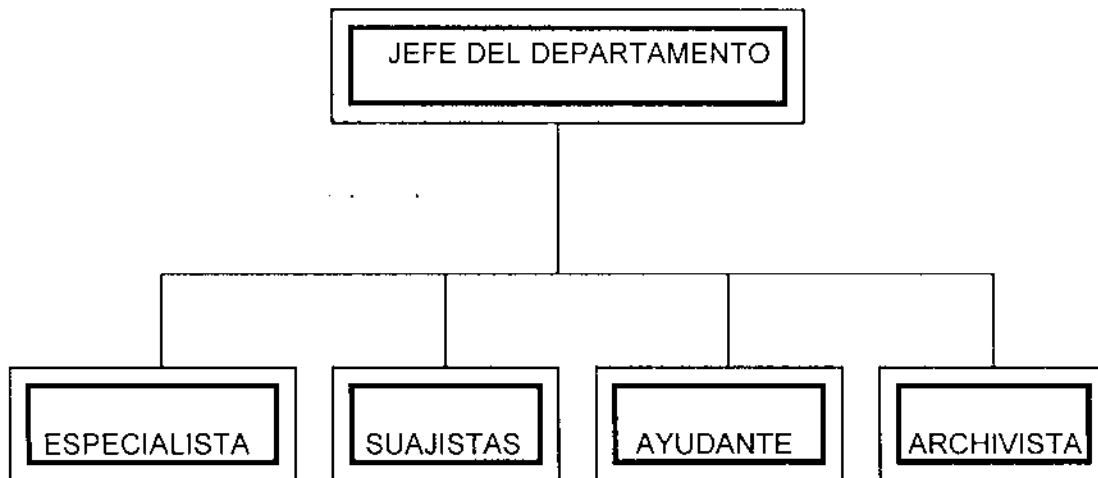 JEFE DEL DEPARTAMENTO
ESPECIALISTA
SUAJISTAS
AYUDANTE
ARCHIVISTA